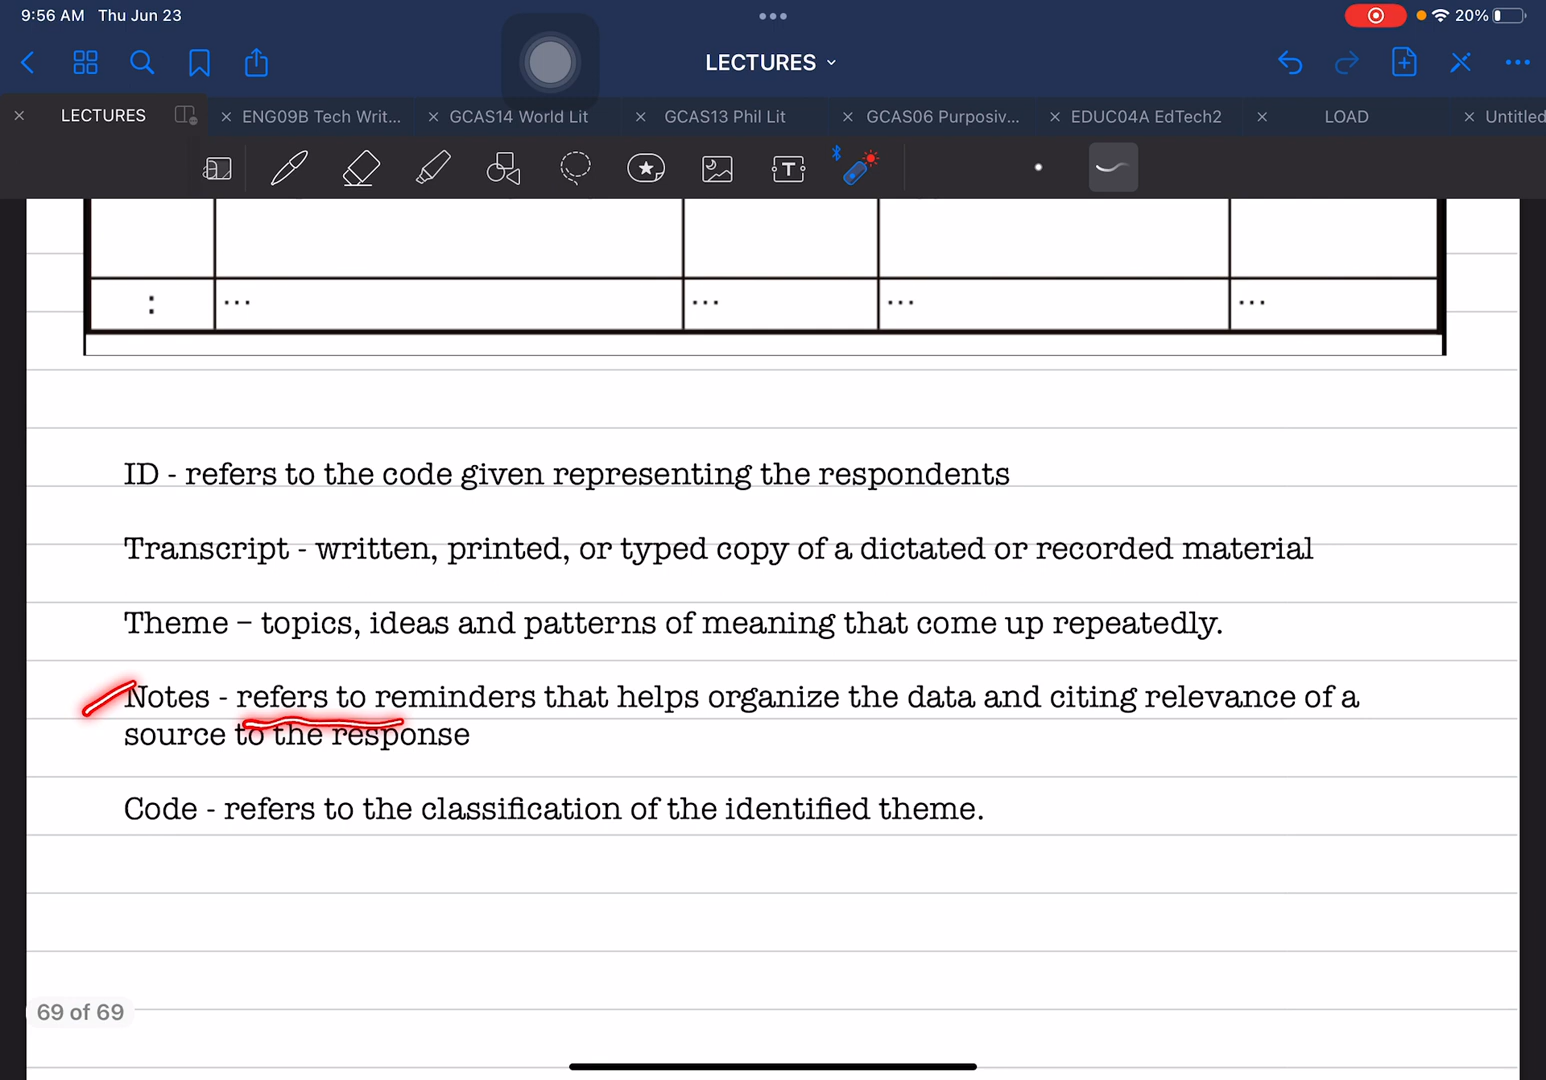 9:56 AM Thu Jun 23
20%
LECTURES
LECTURES
ENG09B Tech Writ...
GCAS14 World Lit
GCAS13 Phil Lit
GCAS06 Purposiv...
EDUC04A EdTech2
LOAD
Untitled
: ... ... ... ...
ID - refers to the code given representing the respondents
Transcript - written, printed, or typed copy of a dictated or recorded material
Theme – topics, ideas and patterns of meaning that come up repeatedly.
Notes - refers to reminders that helps organize the data and citing relevance of a
source to the response
Code - refers to the classification of the identified theme.
69 of 69